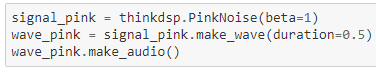 signal_pink = thinkdsp.PinkNoise(beta=1)
wave_pink = signal_pink.make_wave(duration=0.5)
wave_pink.make_audio()